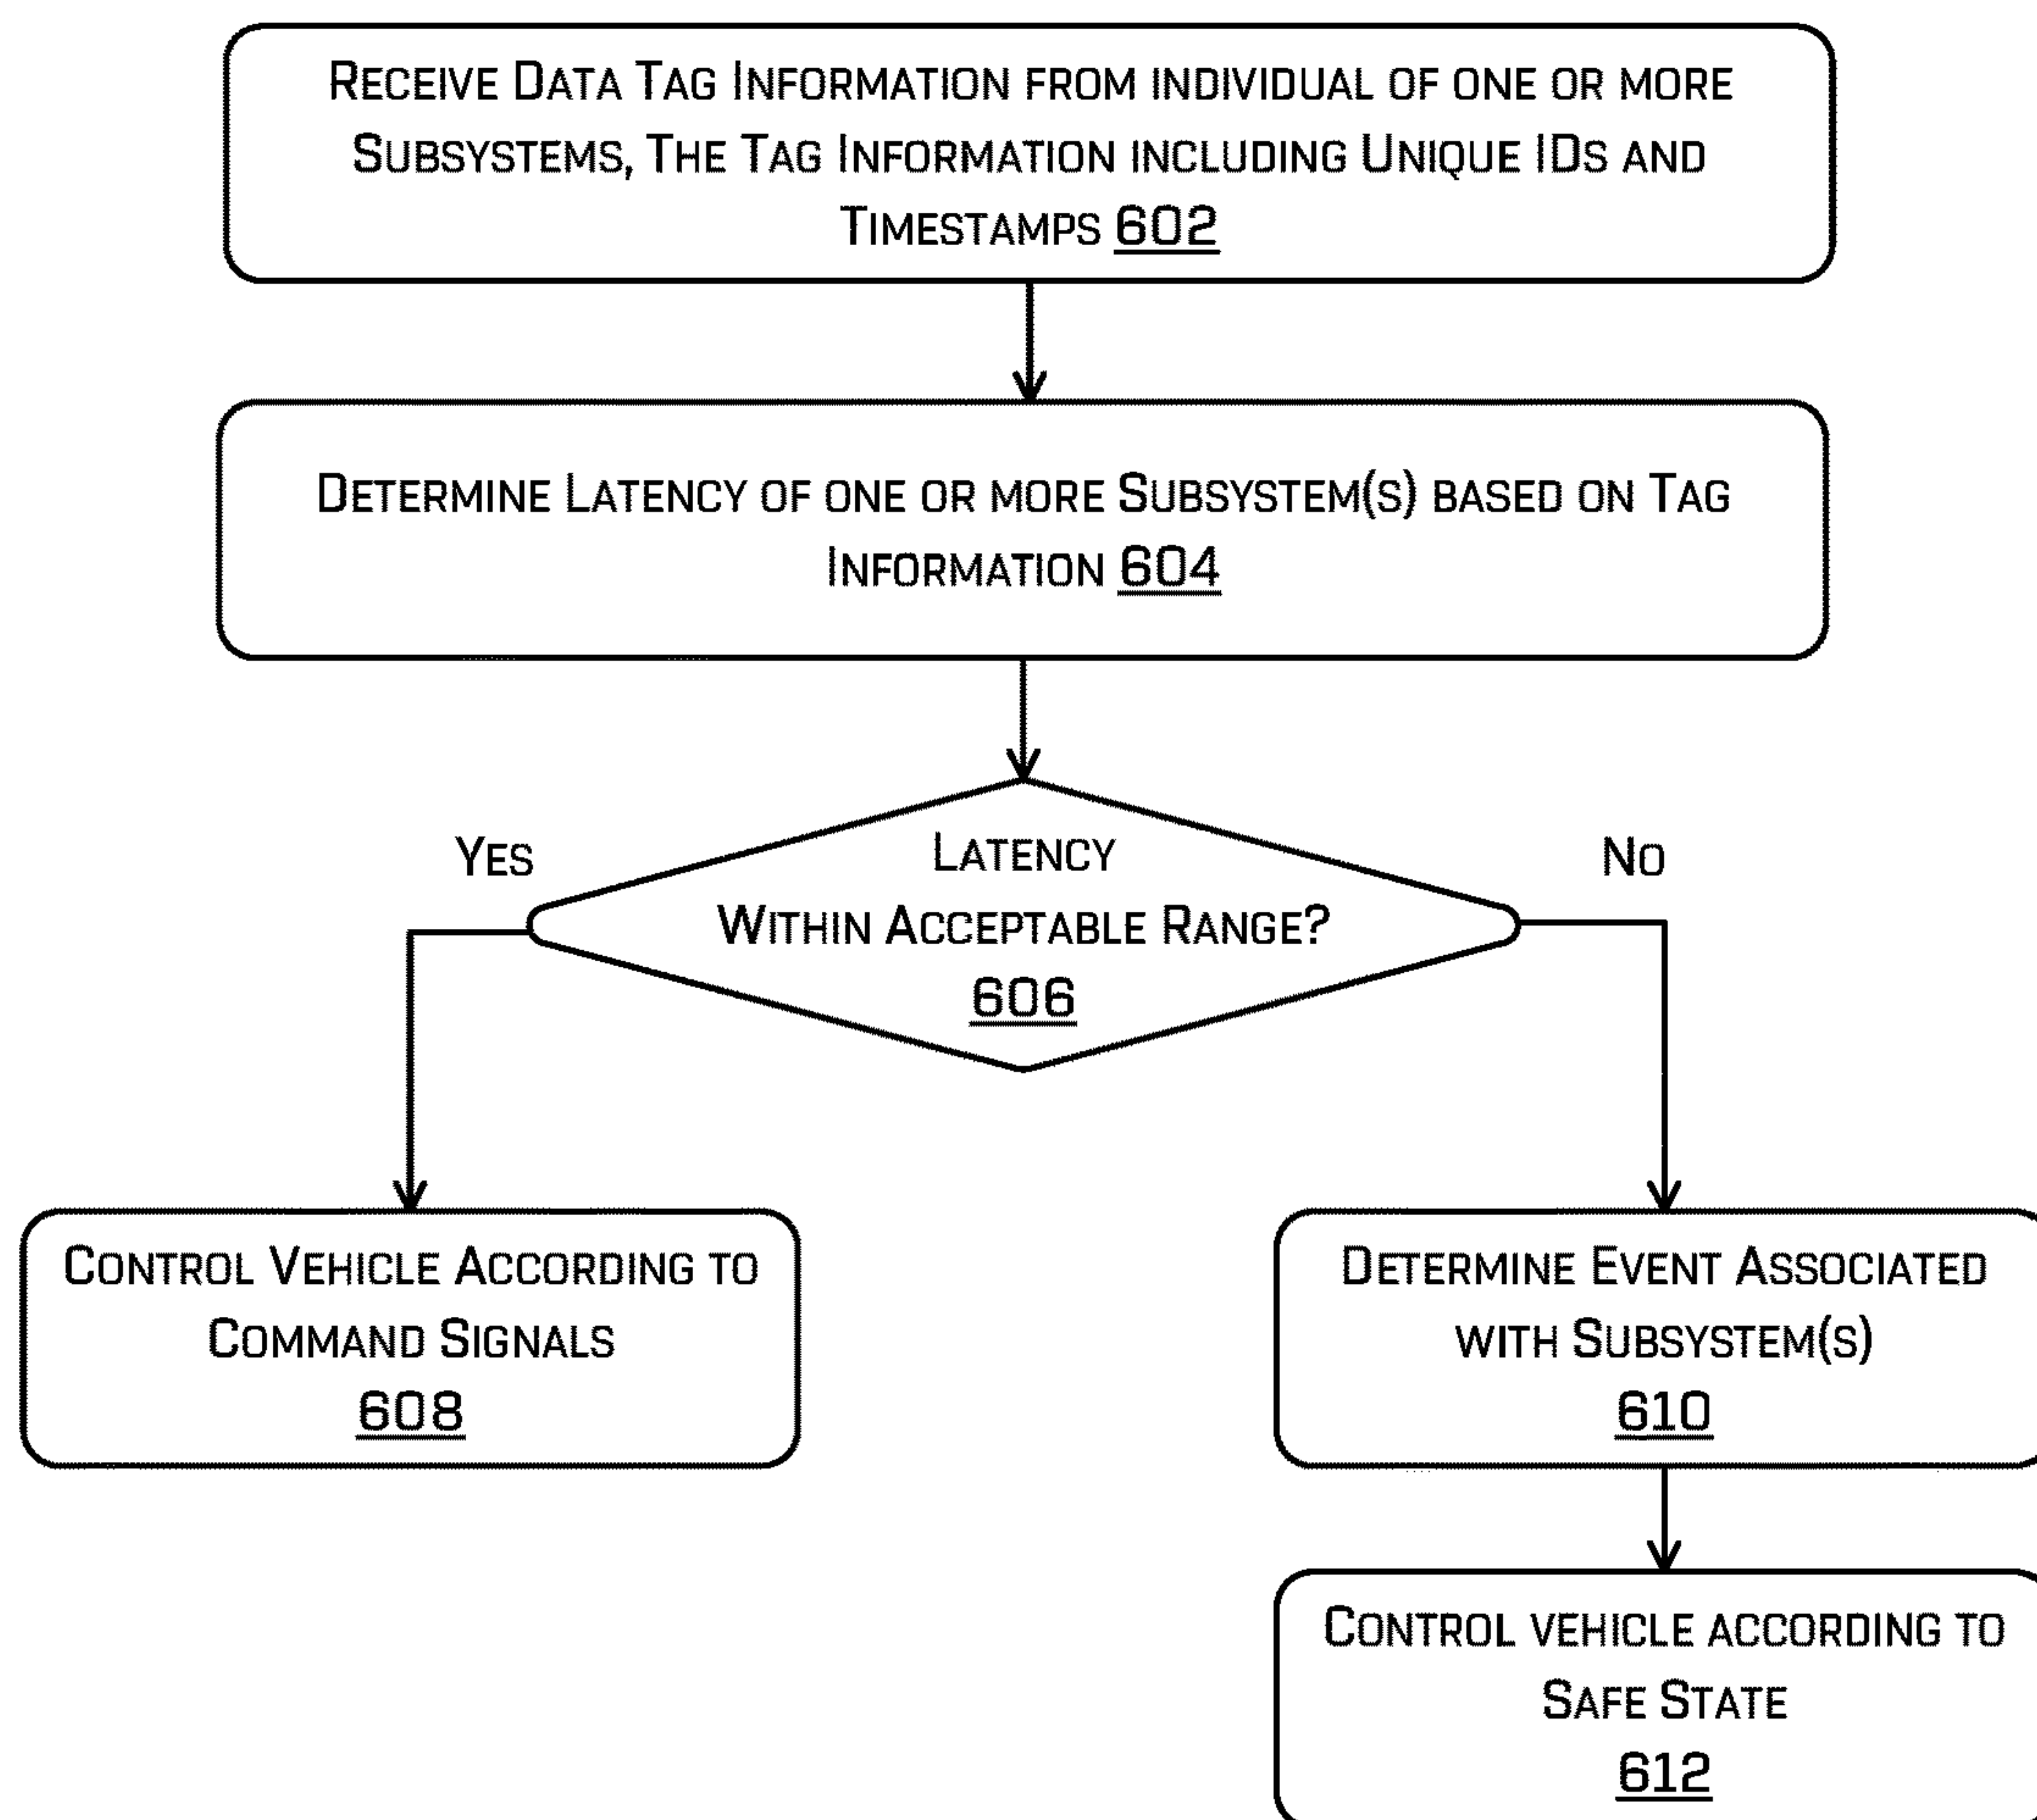 Receive Data Tag Information from individual of one or more
Subsystems, The Tag Information including Unique IDs and
Timestamps 602
Determine Latency of one or more Subsystem(s) based on Tag
Information 604
Yes
Latency
Within Acceptable Range?
606
No
Control Vehicle According to
Command Signals
608
Determine Event Associated
with Subsystem(s)
610
Control vehicle according to
Safe State
612